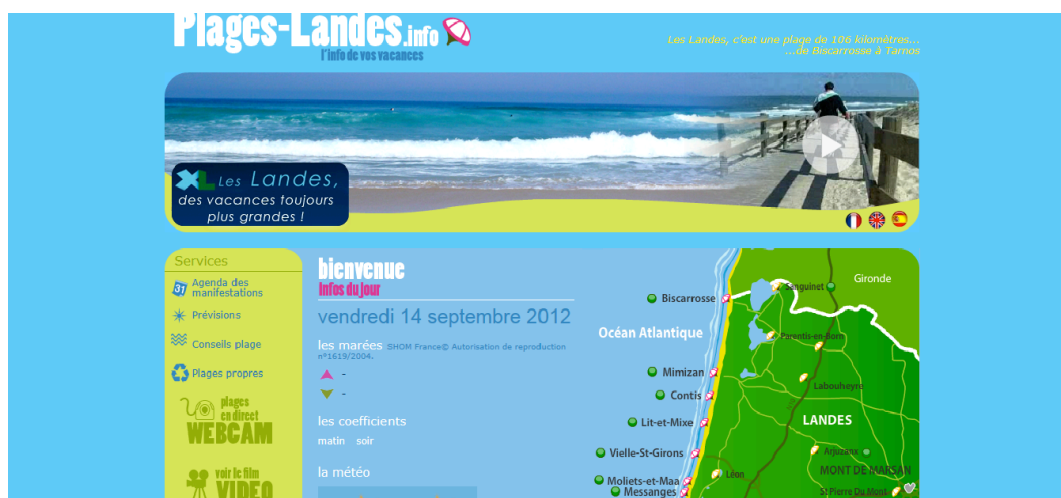 Plages-Landes.info
l'info de vos vacances
Les Landes, c'est une plage de 106 kilomètres...
...de Biscarrosse à Tarnos
XL Les Landes,
des vacances toujours
plus grandes !
Services
31 Agenda des
manifestations
Prévisions
Conseils plage
Plages propres
plages
en direct
WEBCAM
voir le film
VIDEO
bienvenue
Infos du jour
vendredi 14 septembre 2012
les marées SHOM France© Autorisation de reproduction
n°1619/2004.
-
-
les coefficients
matin soir
la météo
Gironde
Sanguinet
Biscarrosse
Océan Atlantique
Parentis-en-Born
Mimizan
Labouheyre
Contis
Lit-et-Mixe
LANDES
Vielle-St-Girons
Arjuzanx
Léon
MONT DE MARSAN
Moliets-et-Maa
Messanges
St Pierre Du Mont